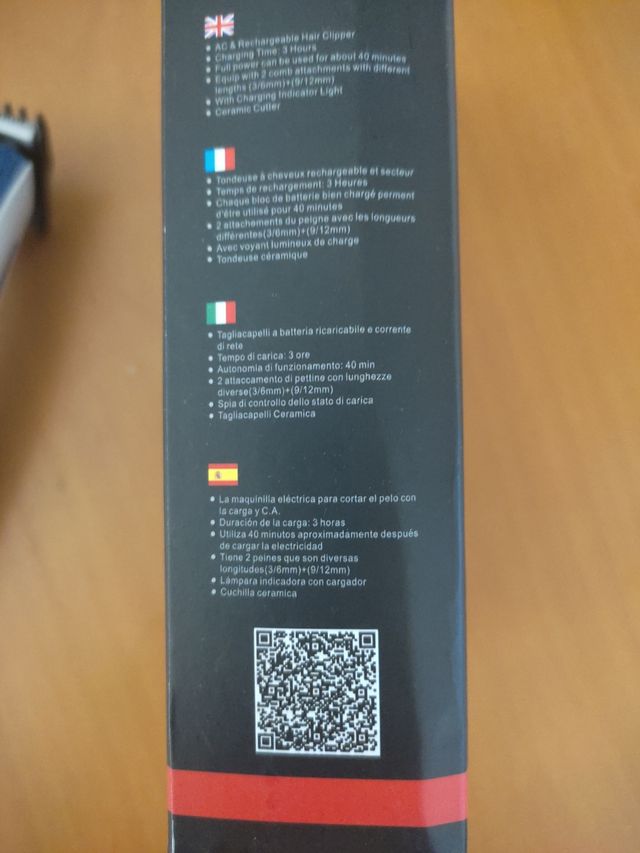 • AC & Rechargeable Hair Clipper
• Charging Time: 3 Hours
• Full power can be used for about 40 minutes
• Equip with 2 comb attachments with different
lengths (3/6mm)+(9/12mm)
• With Charging Indicator Light
• Ceramic Cutter
• Tondeuse à cheveux rechargeable et secteur
• Temps de rechargement: 3 Heures
• Chaque bloc de batterie bien chargé perment
d'être utilisé pour 40 minutes
• 2 attachements du peigne avec les longueurs
différentes(3/6mm)+(9/12mm)
• Avec voyant lumineux de charge
• Tondeuse céramique
• Tagliacapelli a batteria ricaricabile e corrente
di rete
• Tempo di carica: 3 ore
• Autonomia di funzionamento: 40 min
• 2 attaccamento di pettine con lunghezze
diverse(3/6mm)+(9/12mm)
• Spia di controllo dello stato di carica
• Tagliacapelli Ceramica
• La maquinilla eléctrica para cortar el pelo con
la carga y C.A.
• Duración de la carga: 3 horas
• Utiliza 40 minutos aproximadamente después
de cargar la electricidad
• Tiene 2 peines que son diversas
longitudes(3/6mm)+(9/12mm)
• Lámpara indicadora con cargador
• Cuchilla ceramica